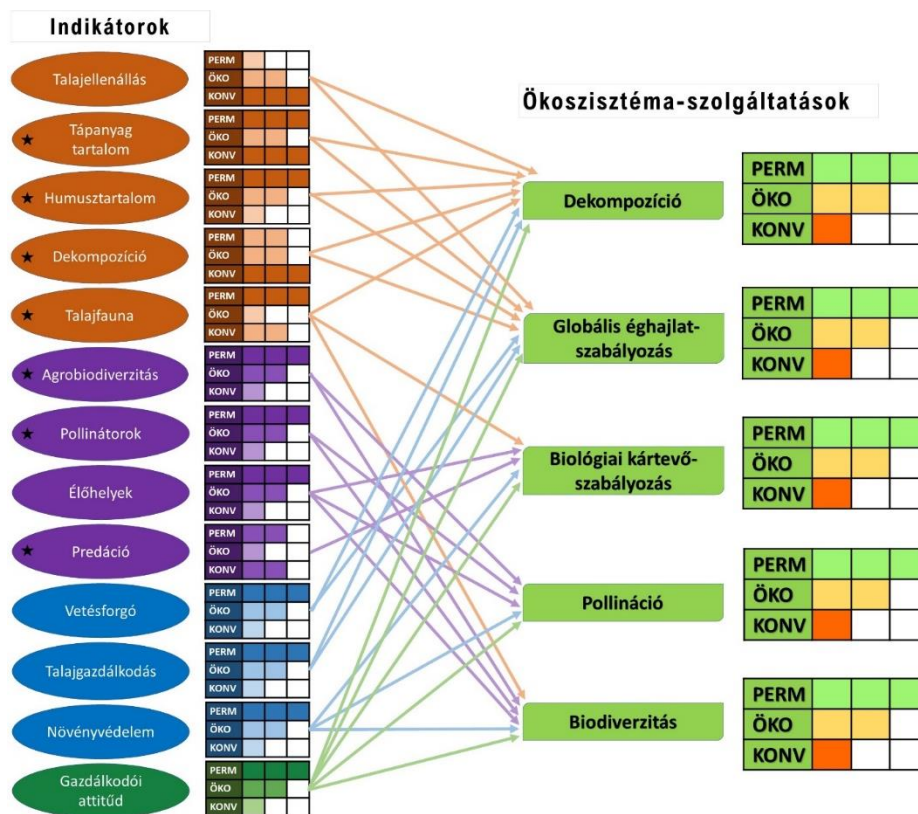 Indikátorok
Talajellenállás
PERM
ÖKO
KONV
★ Tápanyag
tartalom
PERM
ÖKO
KONV
★ Humusztartalom
PERM
ÖKO
KONV
★ Dekompozíció
PERM
ÖKO
KONV
★ Talajfauna
PERM
ÖKO
KONV
★ Agrobiodiverzitás
PERM
ÖKO
KONV
★ Pollinátorok
PERM
ÖKO
KONV
Élőhelyek
PERM
ÖKO
KONV
★ Predáció
PERM
ÖKO
KONV
Vetésforgó
PERM
ÖKO
KONV
Talajgazdálkodás
PERM
ÖKO
KONV
Növényvédelem
PERM
ÖKO
KONV
Gazdálkodói
attitűd
PERM
ÖKO
KONV
Ökoszisztéma-szolgáltatások
Dekompozíció
PERM
ÖKO
KONV
Globális éghajlat-
szabályozás
PERM
ÖKO
KONV
Biológiai kártevő-
szabályozás
PERM
ÖKO
KONV
Pollináció
PERM
ÖKO
KONV
Biodiverzitás
PERM
ÖKO
KONV